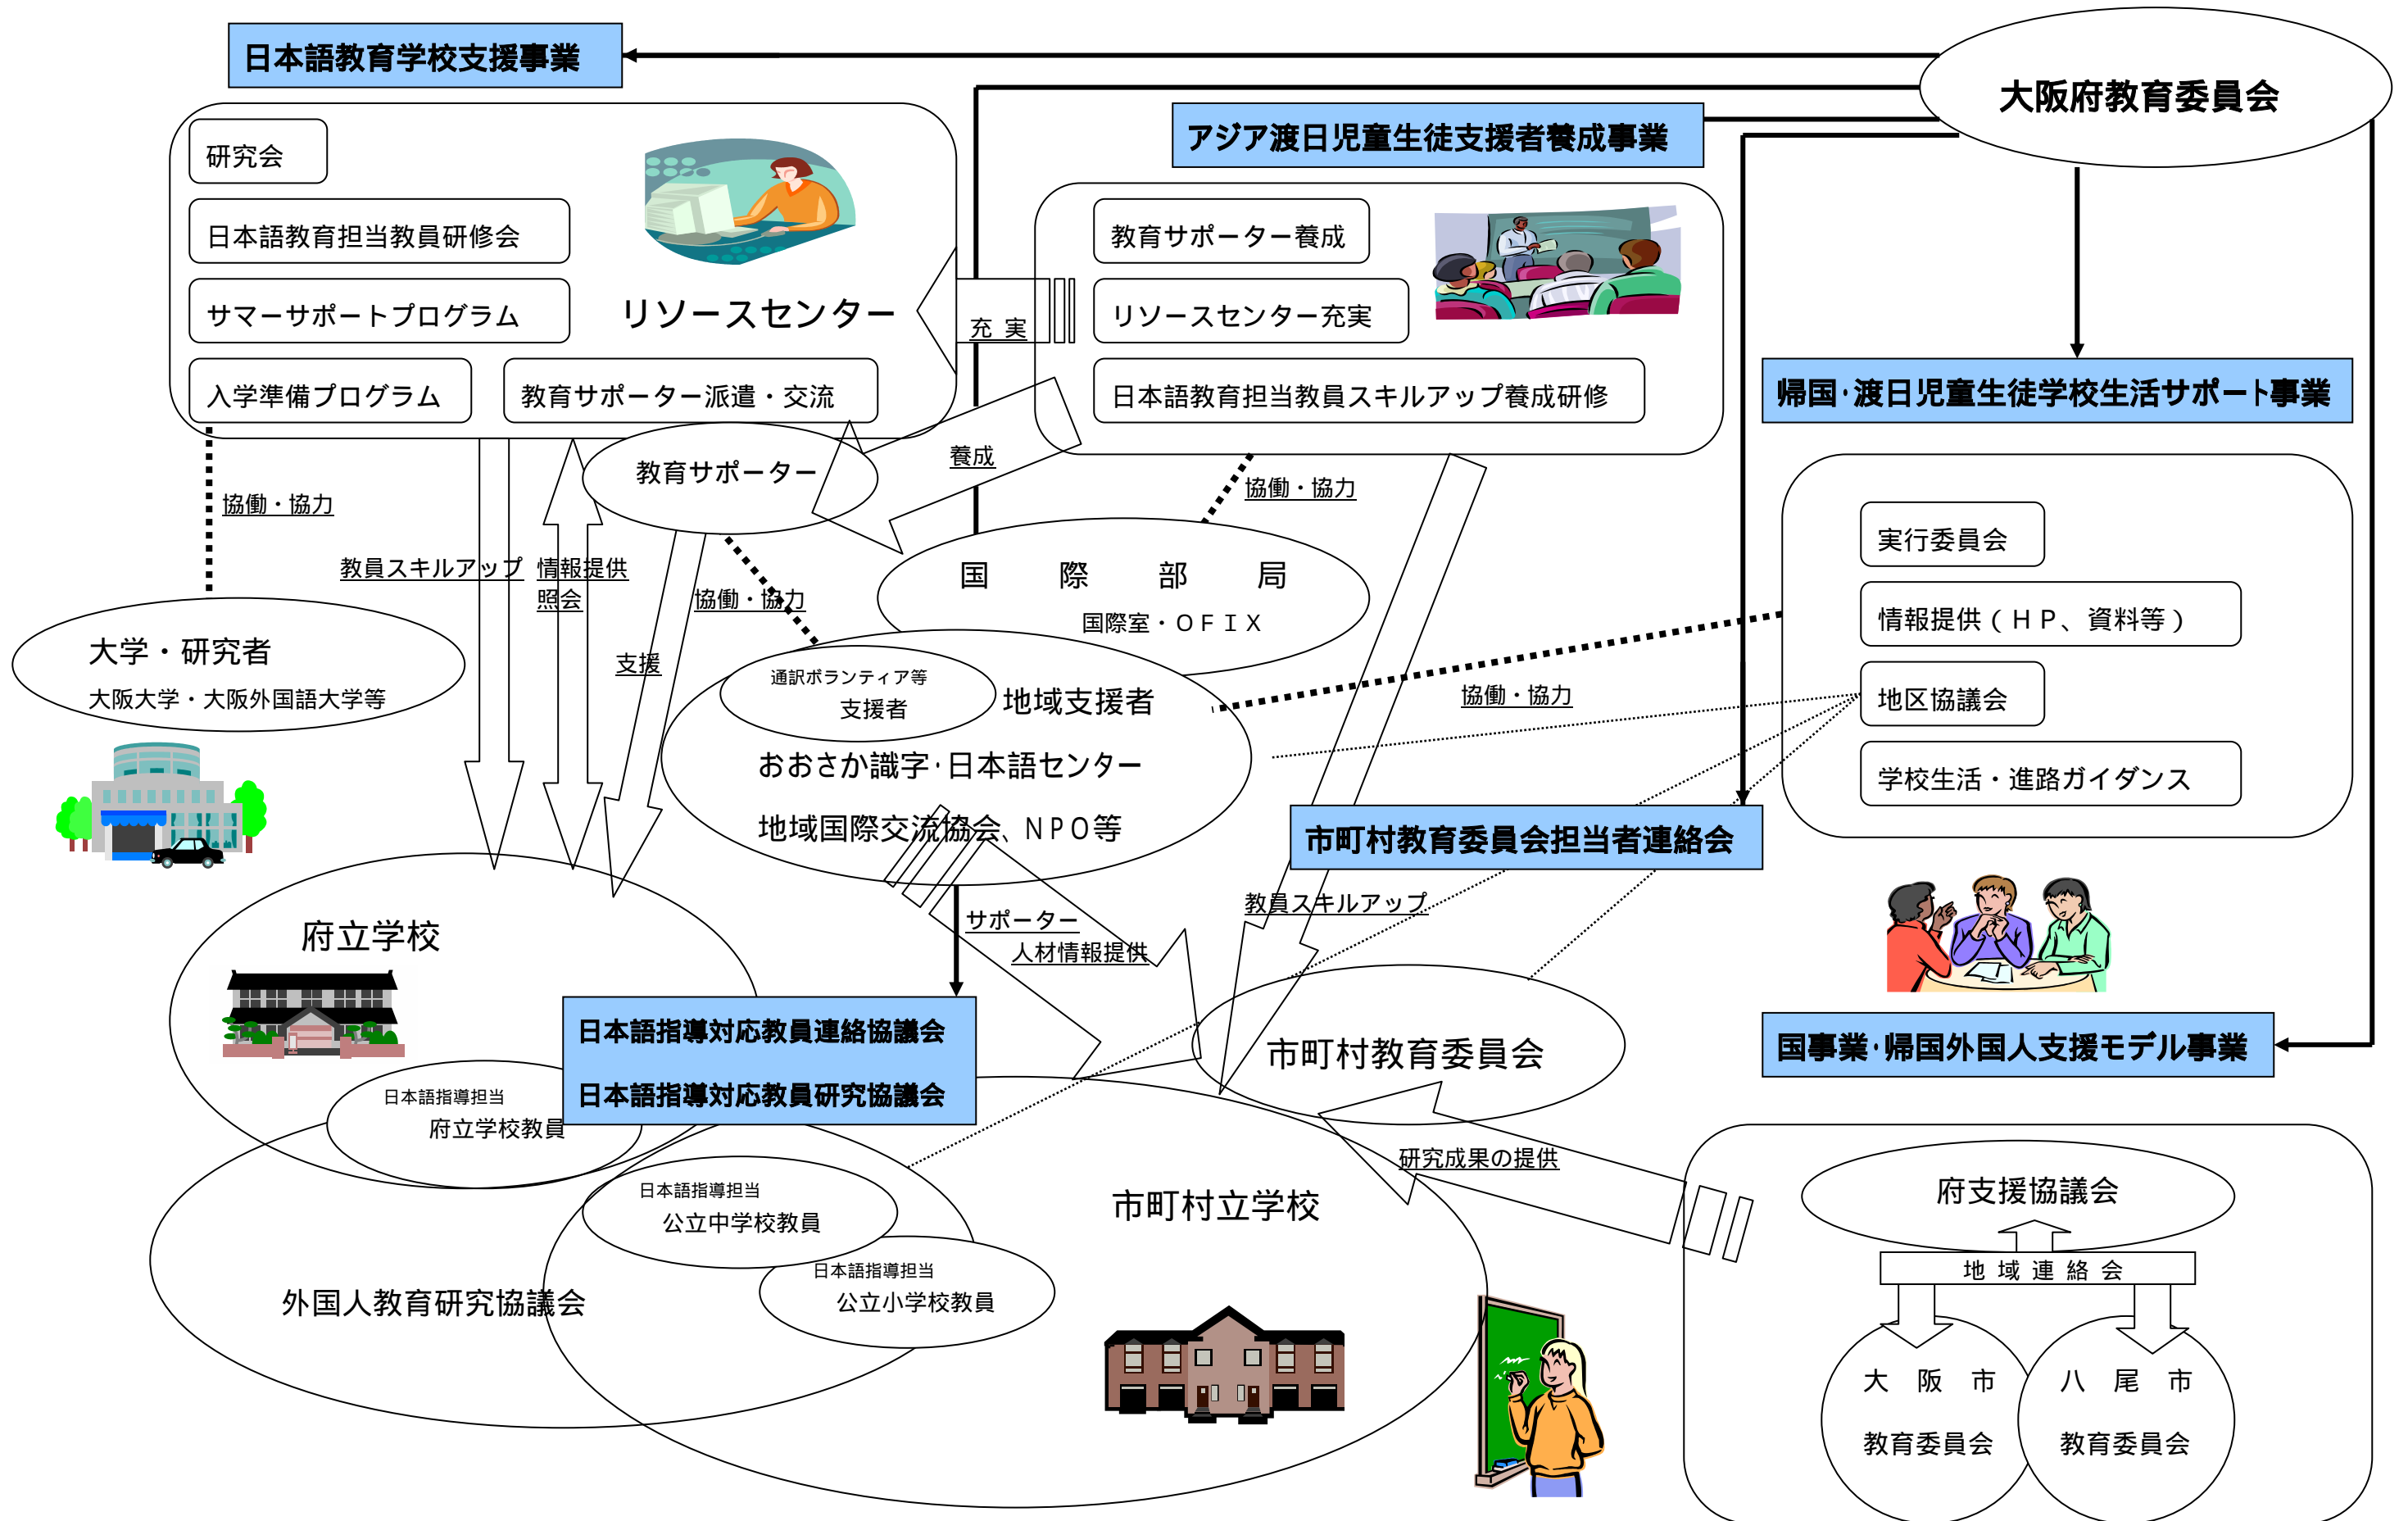 日本語教育学校支援事業
大阪府教育委員会
アジア渡日児童生徒支援者養成事業
研究会
日本語教育担当教員研修会
サマーサポートプログラム
入学準備プログラム
教育サポーター派遣・交流
リソースセンター
充 実
教育サポーター養成
リソースセンター充実
日本語教育担当教員スキルアップ養成研修
帰国・渡日児童生徒学校生活サポート事業
教育サポーター
養成
協働・協力
協働・協力
教員スキルアップ
情報提供
照会
協働・協力
支援
国 際 部 局
国際室・ＯＦＩＸ
実行委員会
情報提供（ＨＰ、資料等）
地区協議会
学校生活・進路ガイダンス
大学・研究者
大阪大学・大阪外国語大学等
通訳ボランティア等
支援者
地域支援者
おおさか識字・日本語センター
地域国際交流協会、ＮＰＯ等
協働・協力
市町村教育委員会担当者連絡会
教員スキルアップ
サポーター
人材情報提供
府立学校
日本語指導対応教員連絡協議会
日本語指導対応教員研究協議会
市町村教育委員会
国事業・帰国外国人支援モデル事業
日本語指導担当
府立学校教員
日本語指導担当
公立中学校教員
日本語指導担当
公立小学校教員
外国人教育研究協議会
市町村立学校
研究成果の提供
府支援協議会
地 域 連 絡 会
大 阪 市
教育委員会
八 尾 市
教育委員会